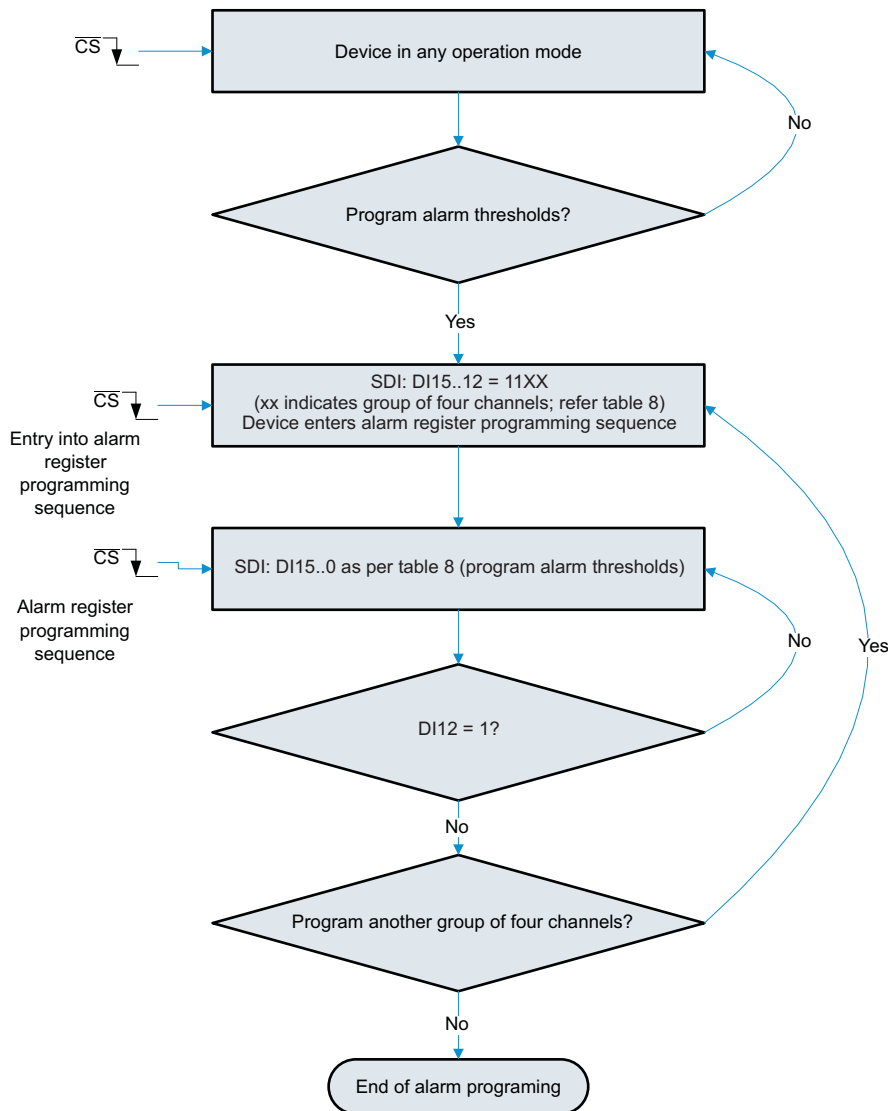 CS
Device in any operation mode
No
Program alarm thresholds?
Yes
CS
SDI: DI15..12 = 11XX
(xx indicates group of four channels; refer table 8)
Device enters alarm register programming sequence
Entry into alarm
register
programming
sequence
CS
SDI: DI15..0 as per table 8 (program alarm thresholds)
Alarm register
programming
sequence
No
Yes
DI12 = 1?
No
Program another group of four channels?
No
End of alarm programing